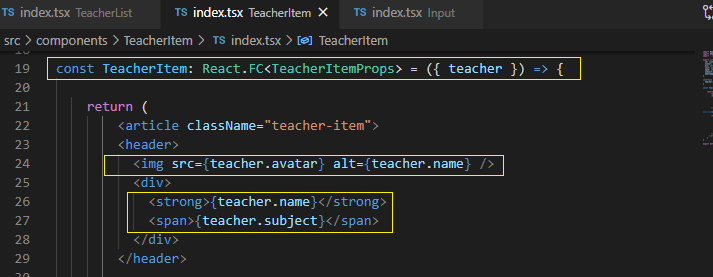 TS index.tsx TeacherList TS index.tsx TeacherItem × TS index.tsx Input
src > components > TeacherItem > TS index.tsx > TeacherItem
18
19 const TeacherItem: React.FC<TeacherItemProps> = ({ teacher }) => {
20
21 return (
22 <article className="teacher-item">
23 <header>
24 <img src={teacher.avatar} alt={teacher.name} />
25 <div>
26 <strong>{teacher.name}</strong>
27 <span>{teacher.subject}</span>
28 </div>
29 </header>
30